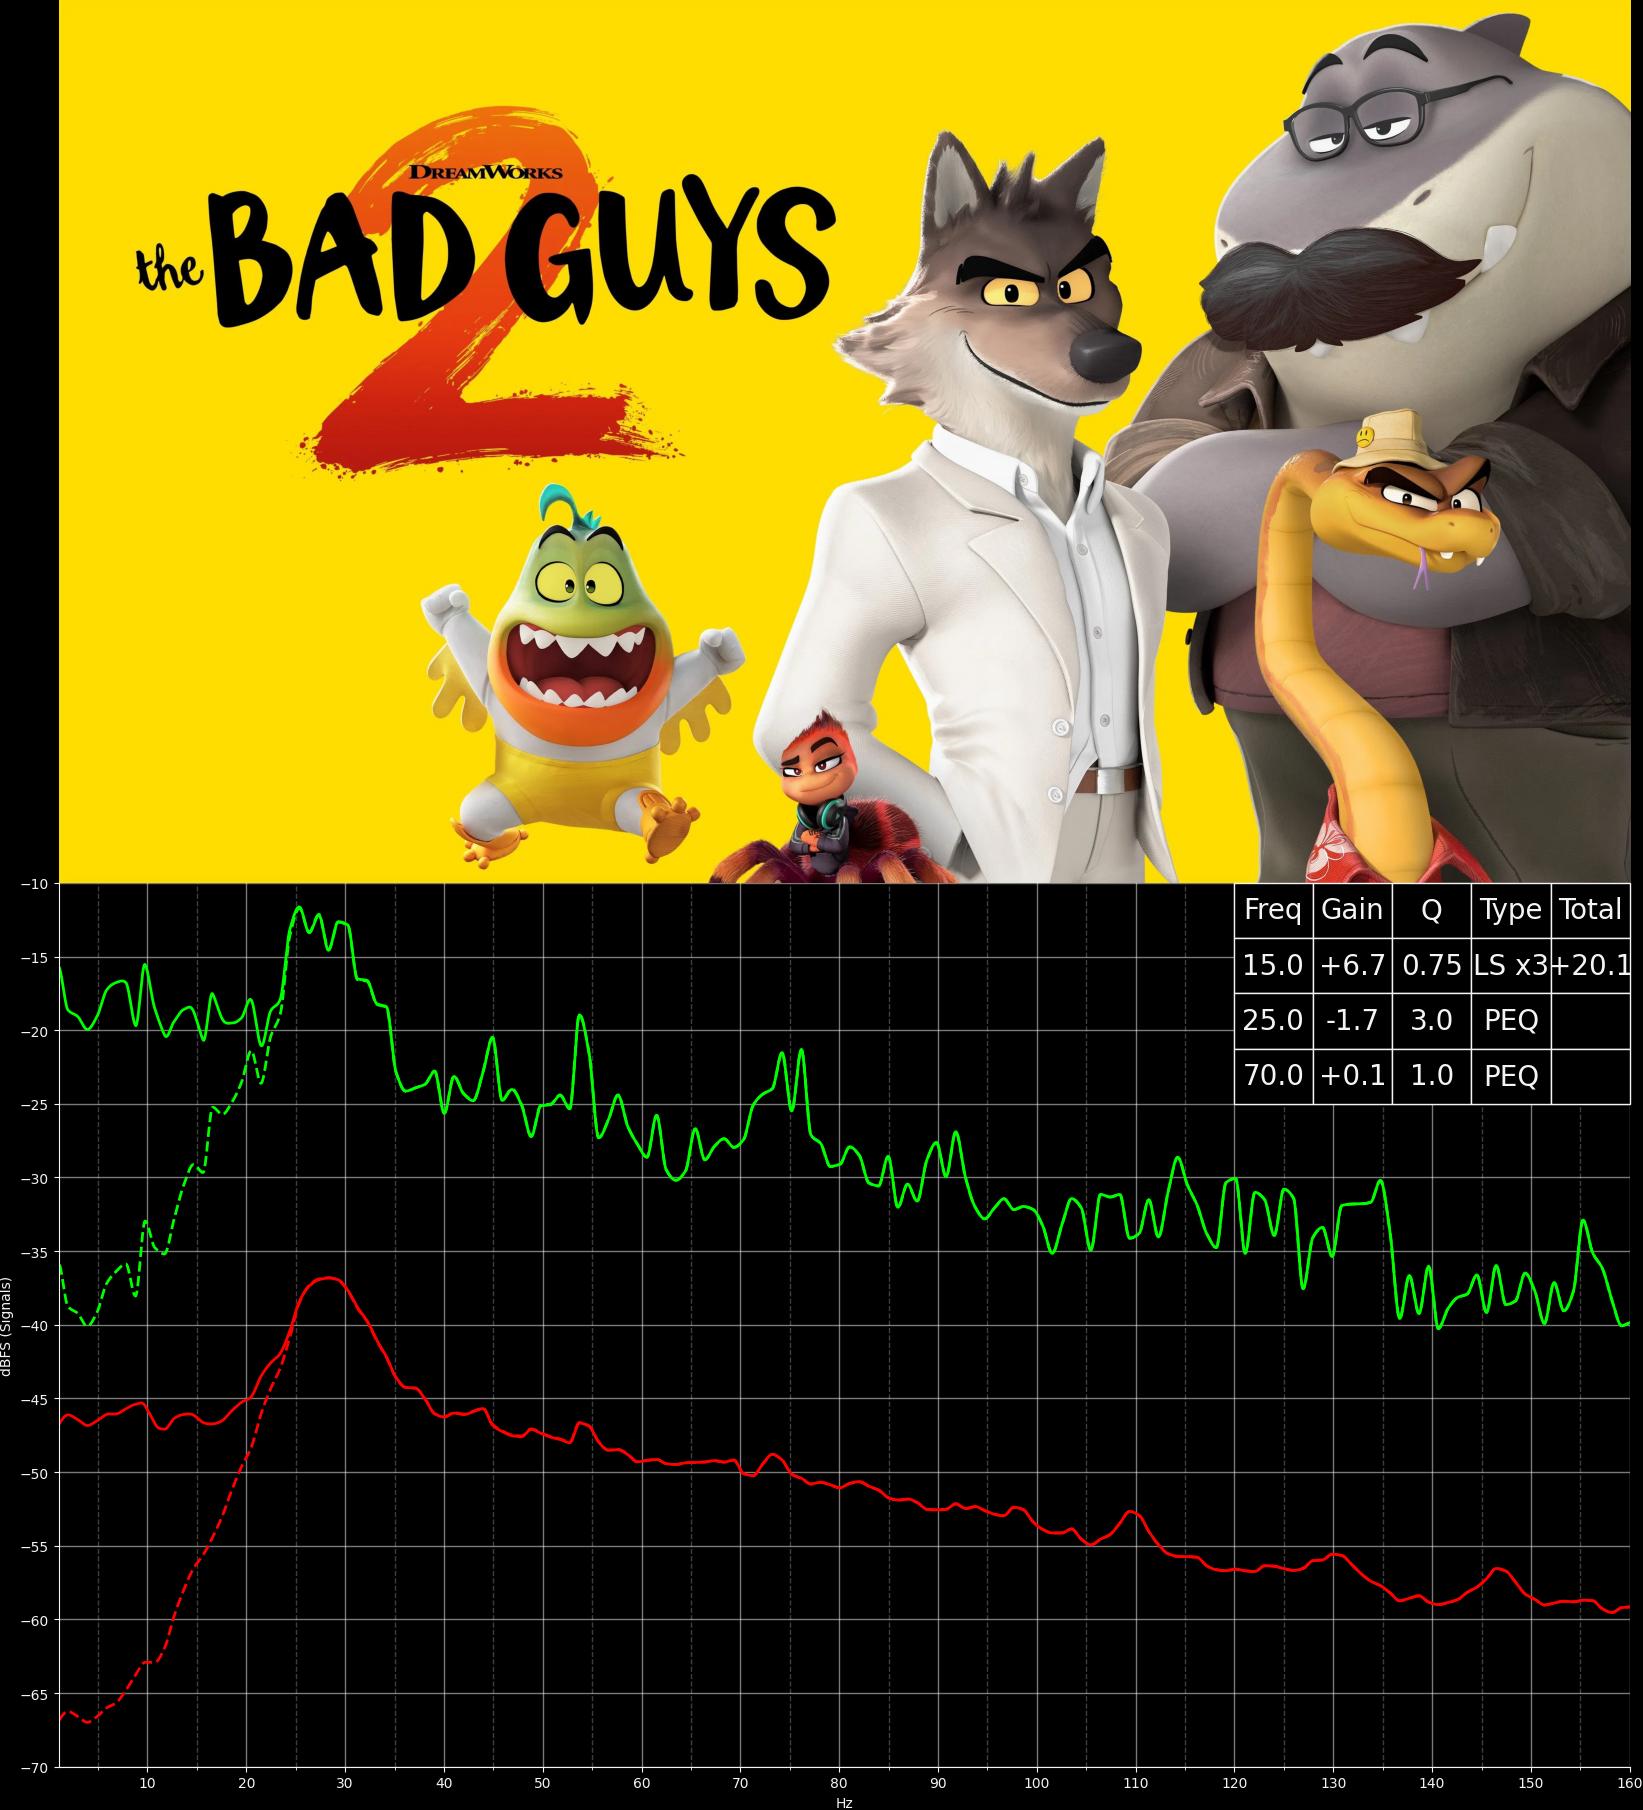 DREAMWORKS
2
the BAD GUYS
Freq Gain Q Type Total
15.0 +6.7 0.75 LS x3 +20.1
25.0 -1.7 3.0 PEQ
70.0 +0.1 1.0 PEQ
−10
−15
−20
−25
−30
−35
−40
−45
−50
−55
−60
−65
−70
dBFS (Signals)
10 20 30 40 50 60 70 80 90 100 110 120 130 140 150 160
Hz